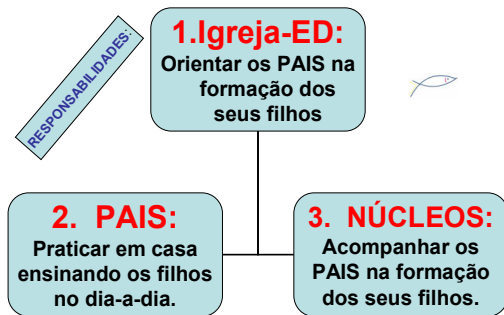 RESPONSABILIDADES:
1.Igreja-ED:
Orientar os PAIS na
formação dos
seus filhos
2. PAIS:
Praticar em casa
ensinando os filhos
no dia-a-dia.
3. NÚCLEOS:
Acompanhar os
PAIS na formação
dos seus filhos.